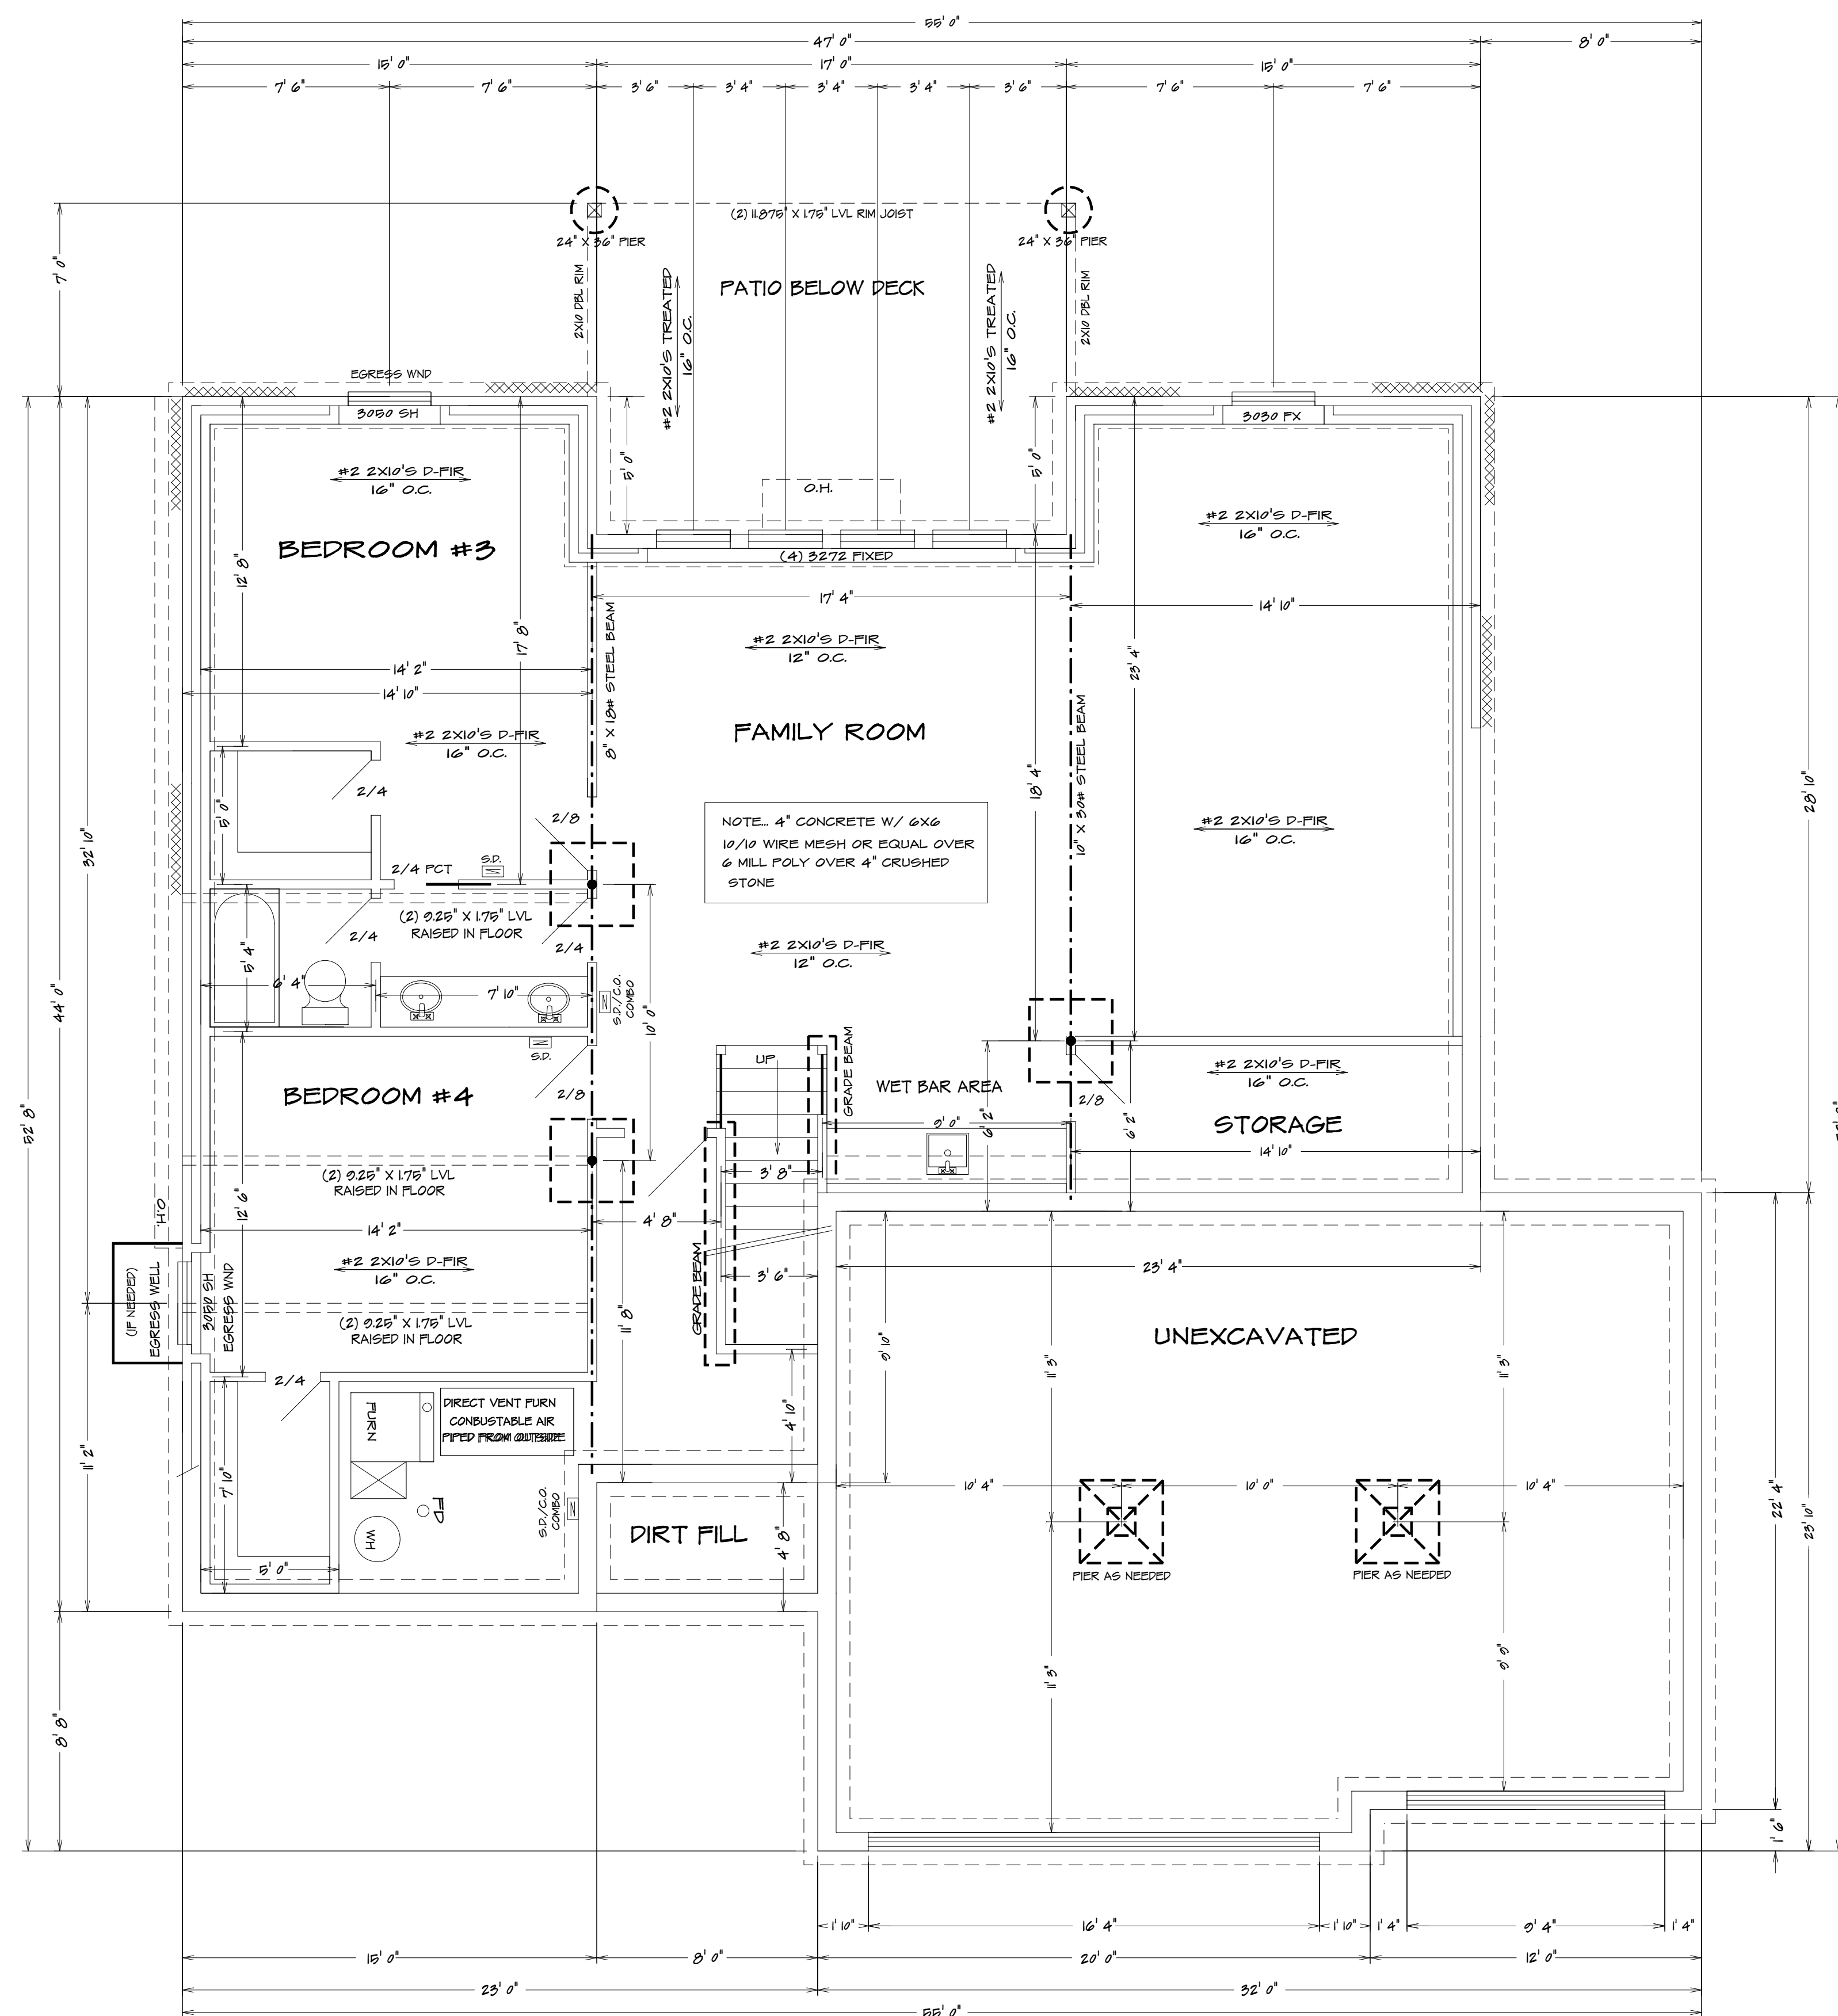 55' 0"
47' 0"
8' 0"
15' 0"
17' 0"
15' 0"
7' 6"
7' 6"
3' 6"
3' 4"
3' 4"
3' 4"
3' 6"
7' 6"
7' 6"
(2) 11.875" X 1.75" LVL RIM JOIST
24" X 36" PIER
24" X 36" PIER
7' 0"
2X10 DBL RIM
#2 2X10'S TREATED
16" O.C.
PATIO BELOW DECK
#2 2X10'S TREATED
16" O.C.
2X10 DBL RIM
EGRESS WND
3050 SH
3030 FX
5' 0"
5' 0"
#2 2X10'S D-FIR
16" O.C.
O.H.
#2 2X10'S D-FIR
16" O.C.
BEDROOM #3
(4) 3272 FIXED
12' 8"
17' 4"
14' 10"
17' 8"
8" X 18# STEEL BEAM
#2 2X10'S D-FIR
12" O.C.
23' 4"
14' 2"
14' 10"
#2 2X10'S D-FIR
16" O.C.
FAMILY ROOM
10" X 30# STEEL BEAM
18' 4"
28' 10"
2/4
5' 0"
2/8
32' 10"
NOTE... 4" CONCRETE W/ 6X6
10/10 WIRE MESH OR EQUAL OVER
6 MILL POLY OVER 4" CRUSHED
STONE
#2 2X10'S D-FIR
16" O.C.
2/4 PCT
S.D.
(2) 9.25" X 1.75" LVL
RAISED IN FLOOR
2/4
2/4
5' 4"
#2 2X10'S D-FIR
12" O.C.
6' 4"
7' 10"
S.D./C.O.
COMBO
10' 0"
44' 0"
S.D.
UP
GRADE BEAM
WET BAR AREA
#2 2X10'S D-FIR
16" O.C.
BEDROOM #4
2/8
2/8
52' 8"
9' 0"
6' 2"
6' 2"
STORAGE
14' 10"
(2) 9.25" X 1.75" LVL
RAISED IN FLOOR
3' 8"
12' 6"
O.H.
14' 2"
4' 8"
#2 2X10'S D-FIR
16" O.C.
(IF NEEDED)
EGRESS WELL
3050 SH
EGRESS WND
GRADE BEAM
3' 6"
23' 4"
(2) 9.25" X 1.75" LVL
RAISED IN FLOOR
11' 8"
9' 10"
UNEXCAVATED
11' 3"
11' 3"
2/4
FURN
DIRECT VENT FURN
CONBUSTABLE AIR
PIPED FROM OUTSIDE
4' 10"
11' 2"
7' 10"
10' 4"
10' 0"
10' 4"
22' 4"
23' 10"
FD
WH
S.D./C.O.
COMBO
DIRT FILL
4' 8"
5' 0"
PIER AS NEEDED
PIER AS NEEDED
8' 8"
11' 3"
9' 9"
1' 6"
1' 10"
16' 4"
1' 10"
1' 4"
9' 4"
1' 4"
15' 0"
8' 0"
20' 0"
12' 0"
23' 0"
32' 0"
55' 0"